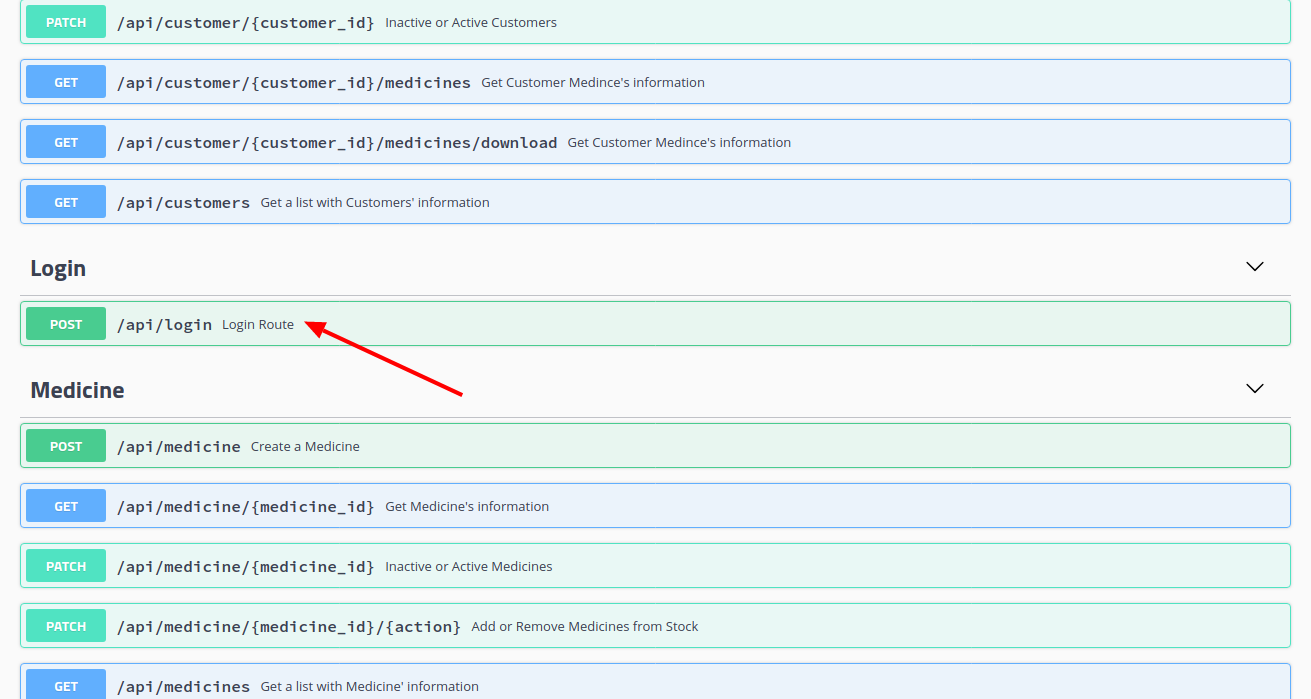 PATCH /api/customer/{customer_id} Inactive or Active Customers
GET /api/customer/{customer_id}/medicines Get Customer Medince's information
GET /api/customer/{customer_id}/medicines/download Get Customer Medince's information
GET /api/customers Get a list with Customers' information
Login
POST /api/login Login Route
Medicine
POST /api/medicine Create a Medicine
GET /api/medicine/{medicine_id} Get Medicine's information
PATCH /api/medicine/{medicine_id} Inactive or Active Medicines
PATCH /api/medicine/{medicine_id}/{action} Add or Remove Medicines from Stock
GET /api/medicines Get a list with Medicine' information